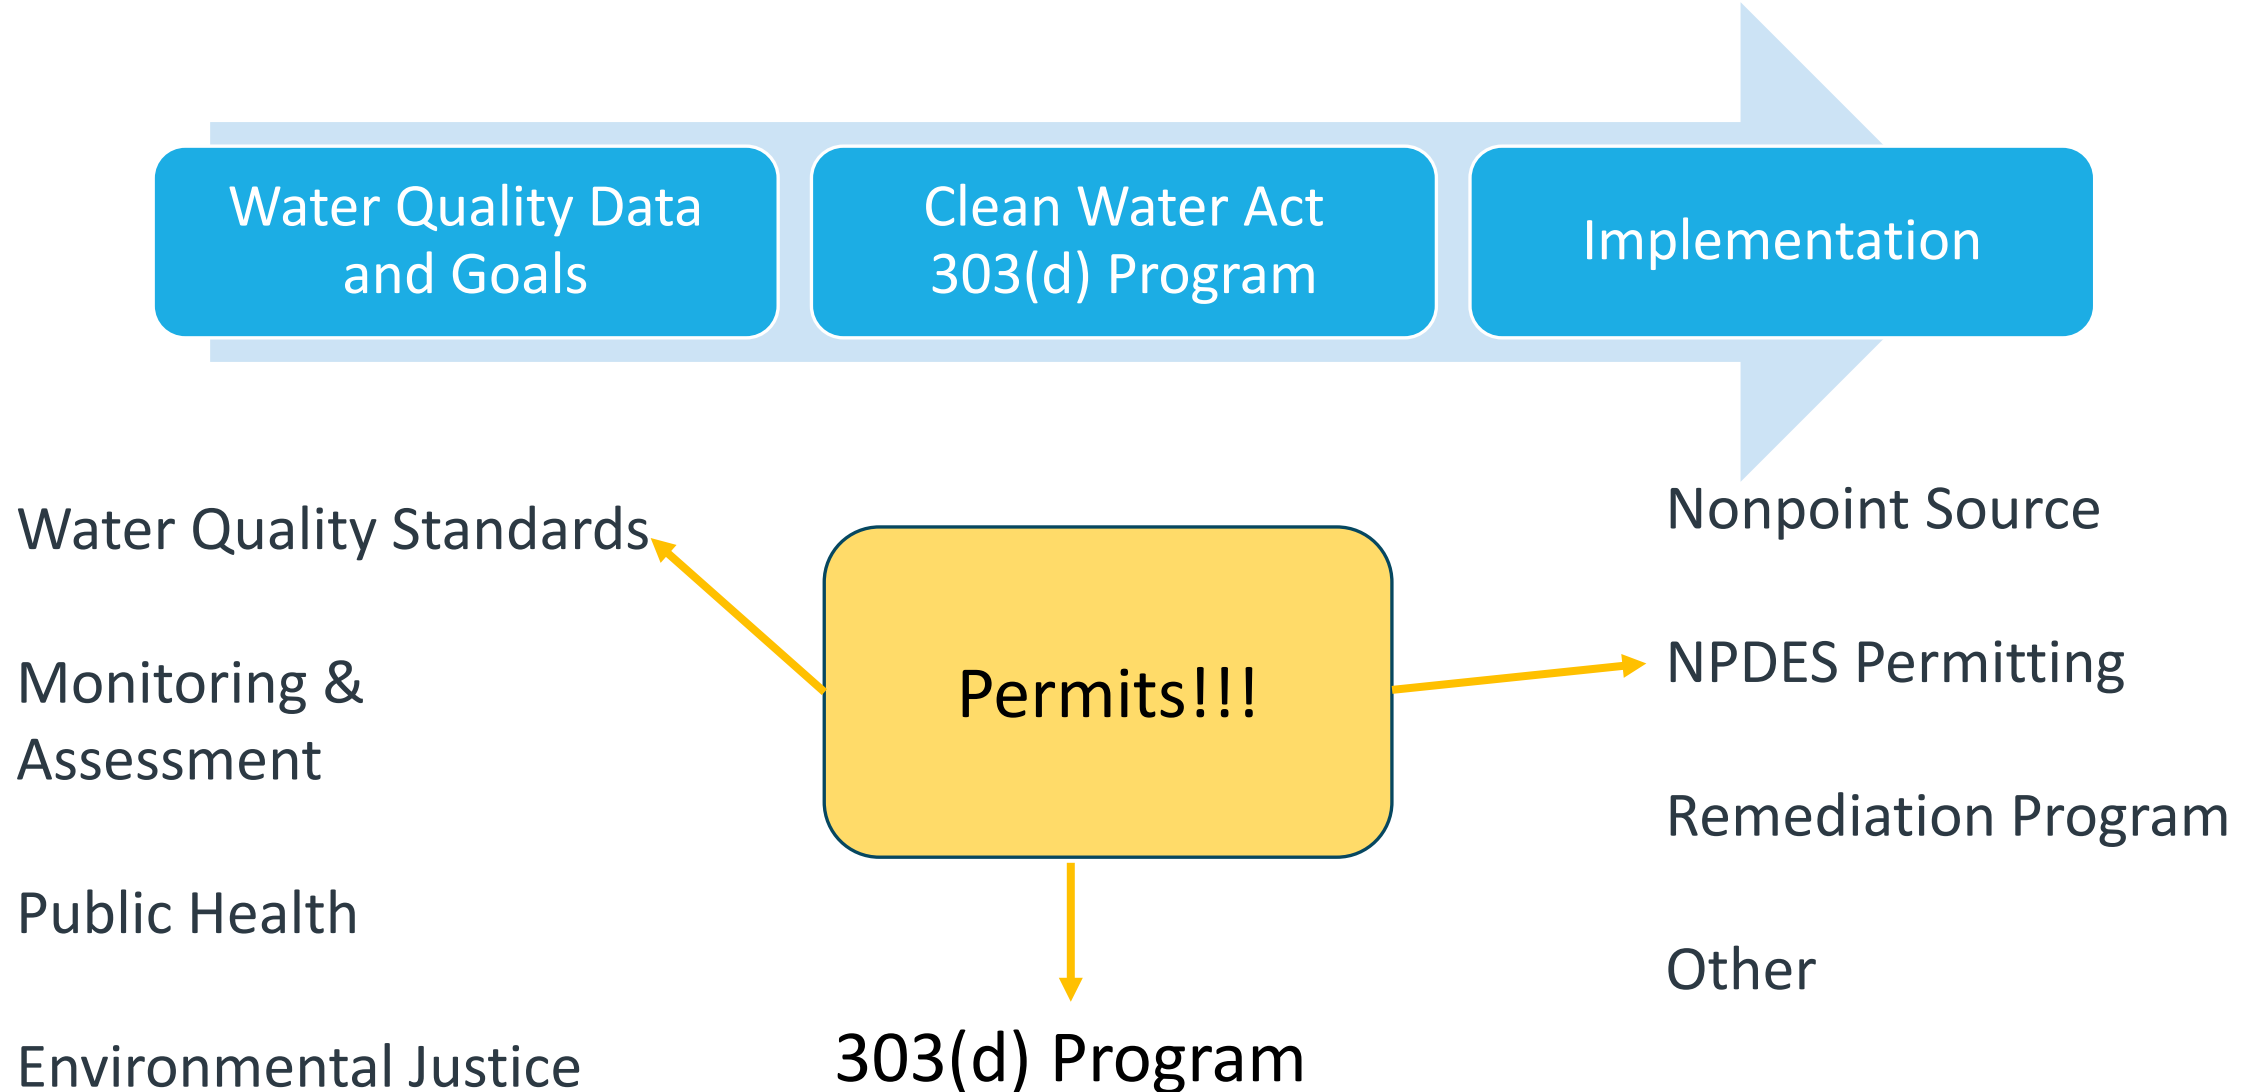 Water Quality Data
and Goals
Clean Water Act
303(d) Program
Implementation
Water Quality Standards
Monitoring &
Assessment
Public Health
Environmental Justice
Permits!!!
303(d) Program
Nonpoint Source
NPDES Permitting
Remediation Program
Other